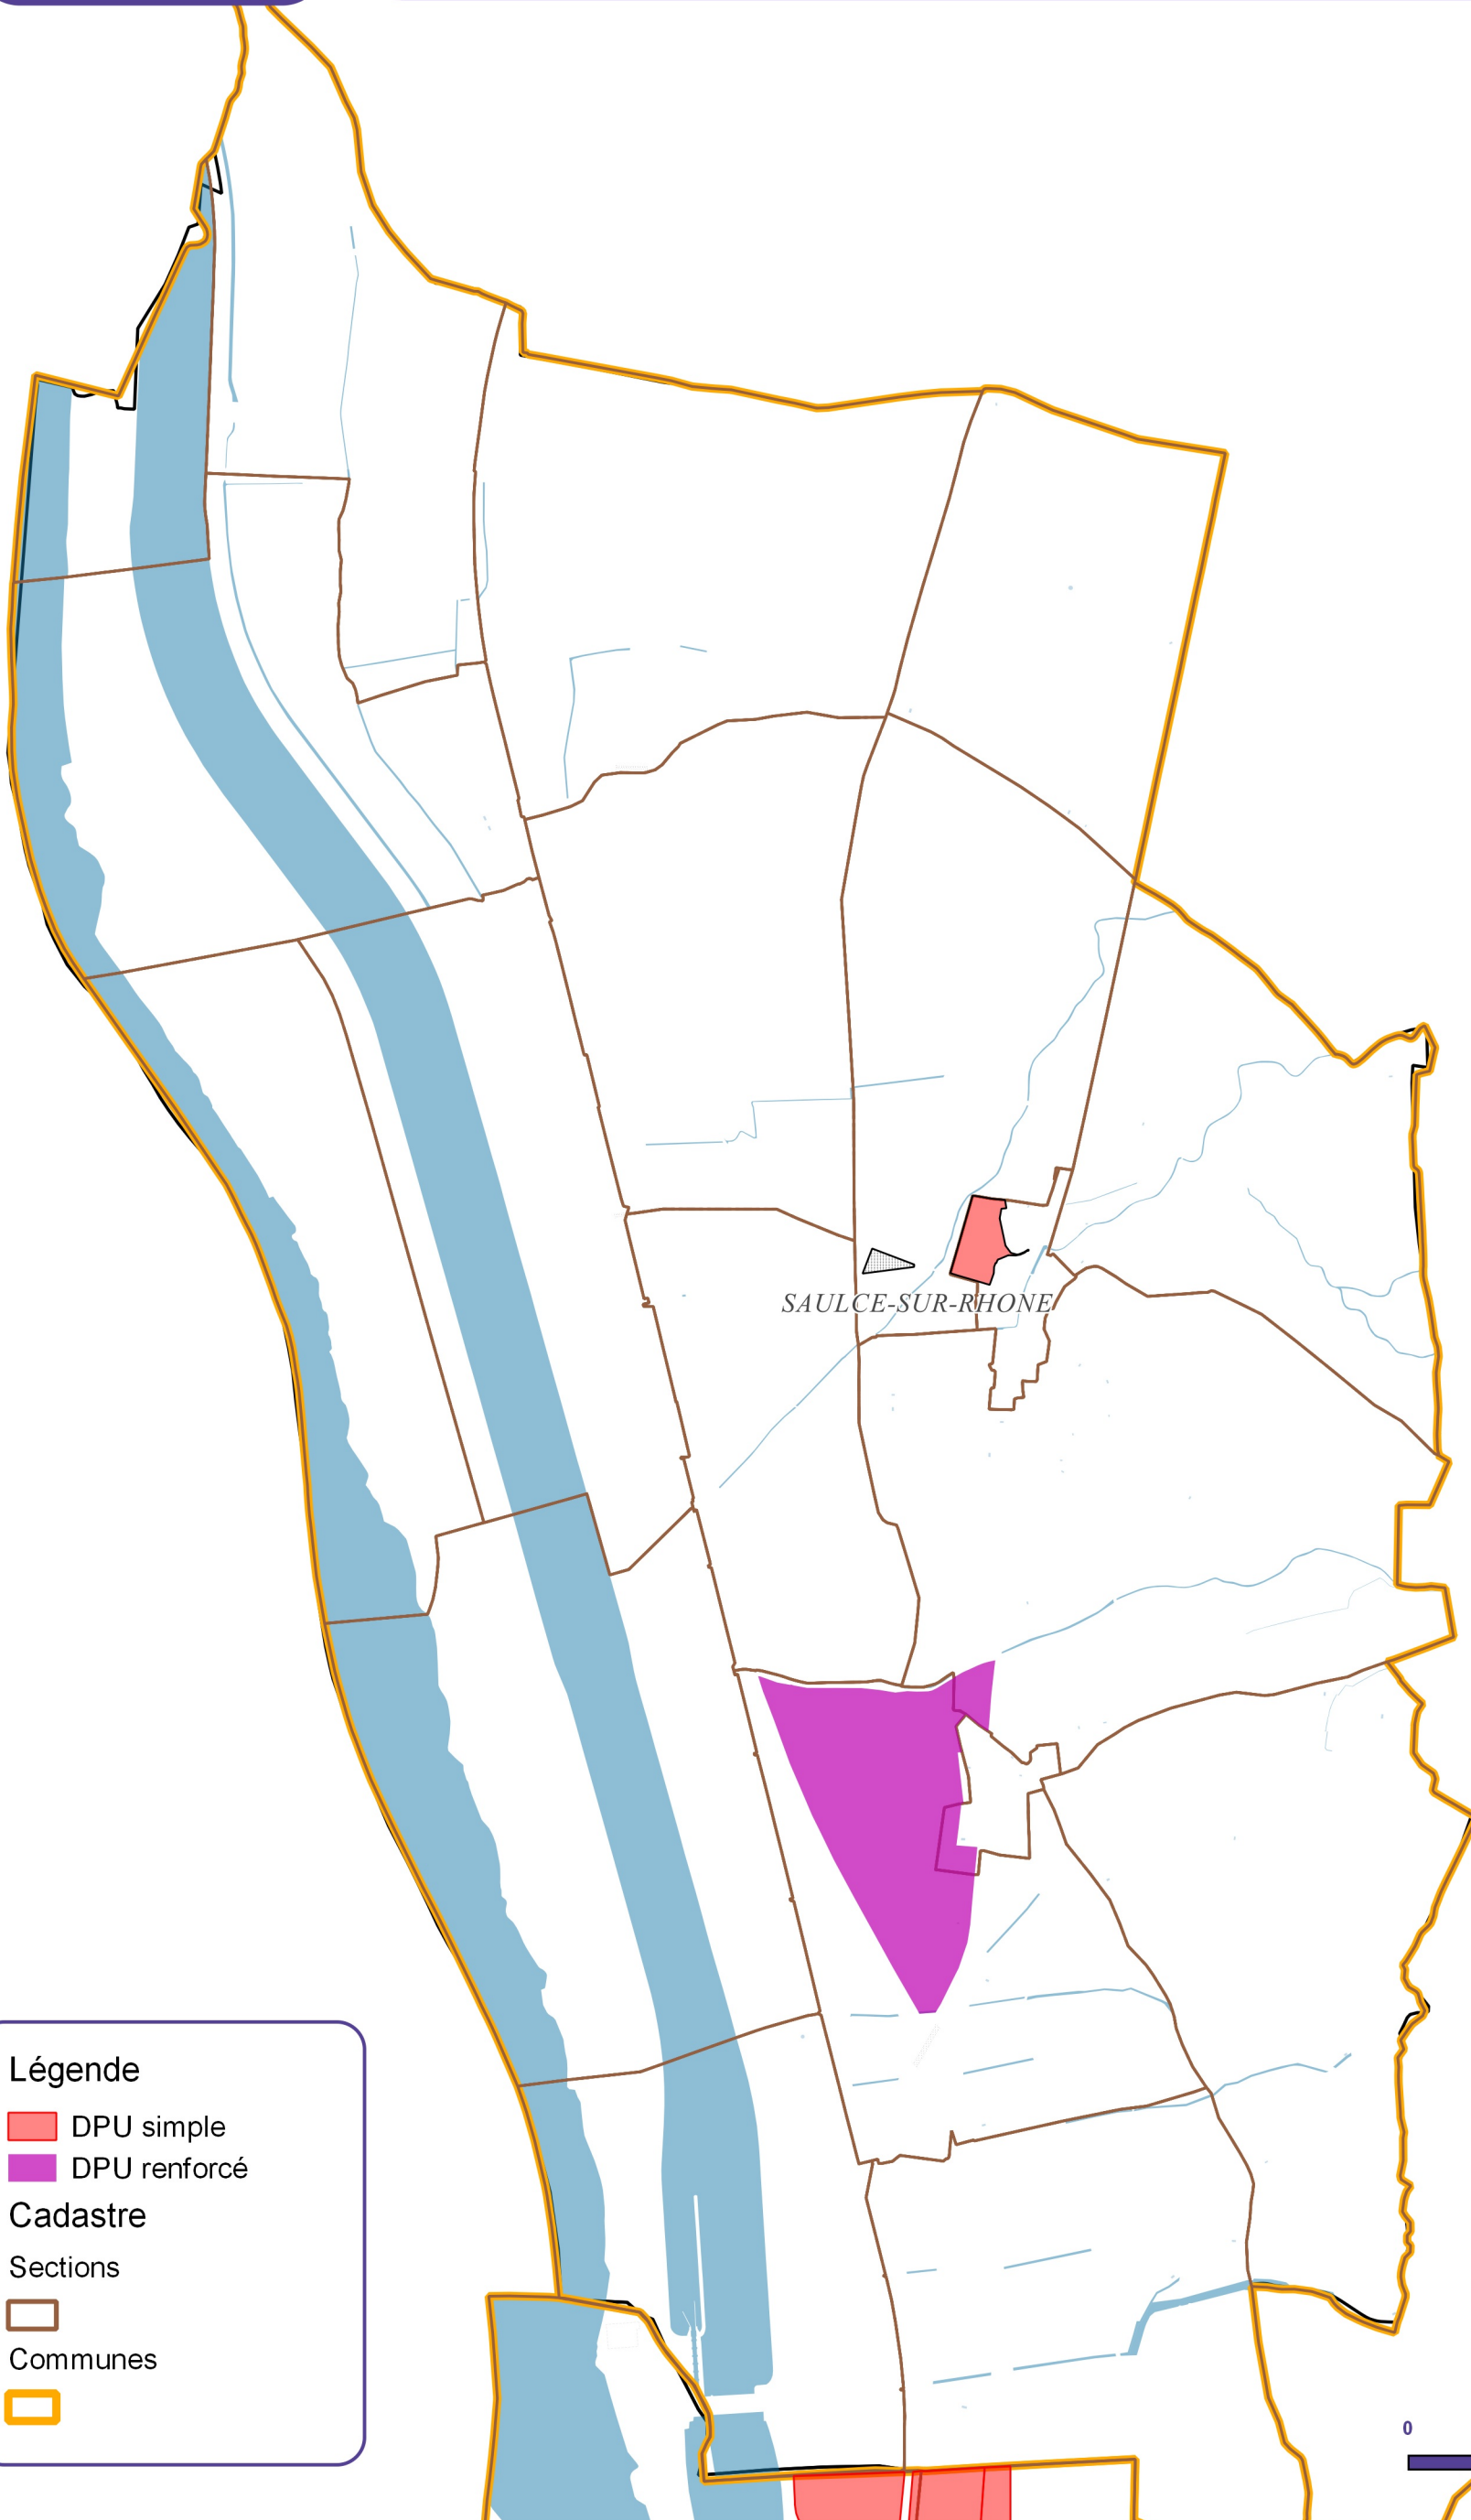 SAULCE-SUR-RHONE
Légende
DPU simple
DPU renforcé
Cadastre
Sections
Communes
0